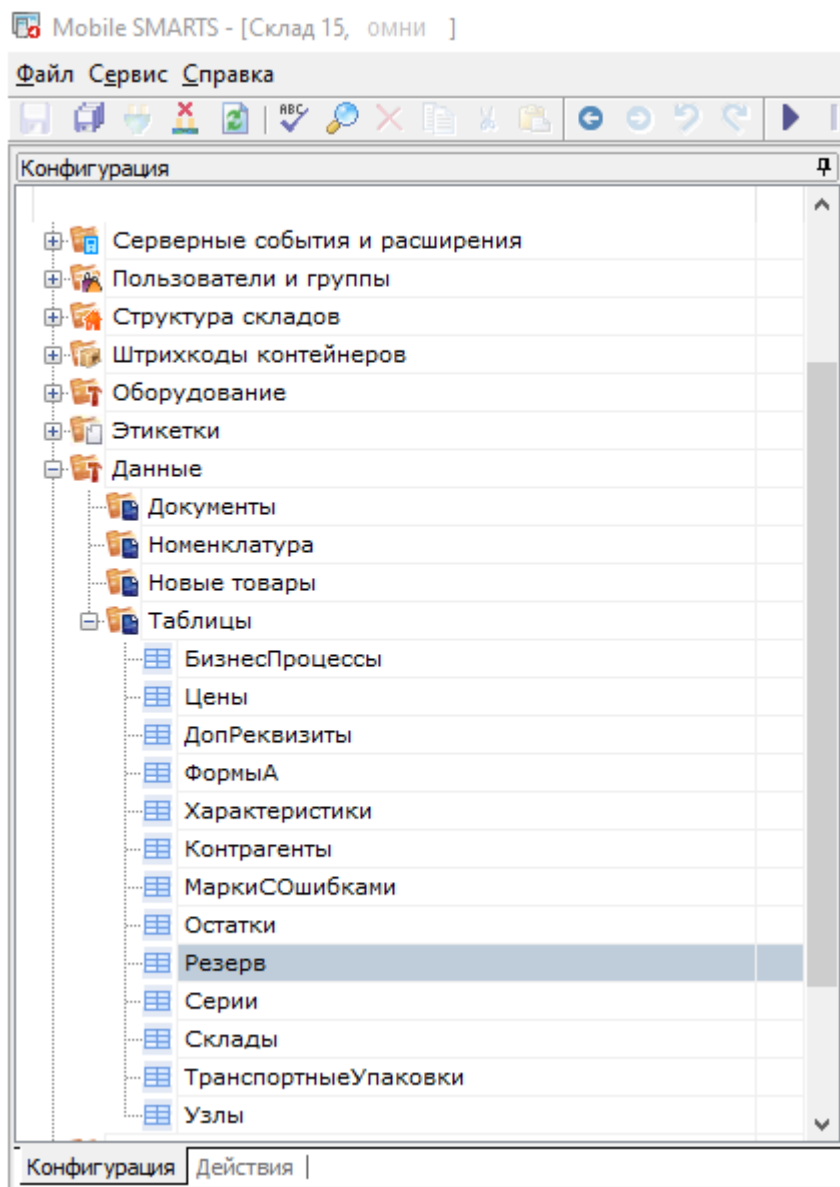 Mobile SMARTS - [Склад 15, омни ]
Файл Сервис Справка
ABC
Конфигурация
Серверные события и расширения
Пользователи и группы
Структура складов
Штрихкоды контейнеров
Оборудование
Этикетки
Данные
Документы
Номенклатура
Новые товары
Таблицы
БизнесПроцессы
Цены
ДопРеквизиты
ФормыА
Характеристики
Контрагенты
МаркиСОшибками
Остатки
Резерв
Серии
Склады
ТранспортныеУпаковки
Узлы
Конфигурация Действия